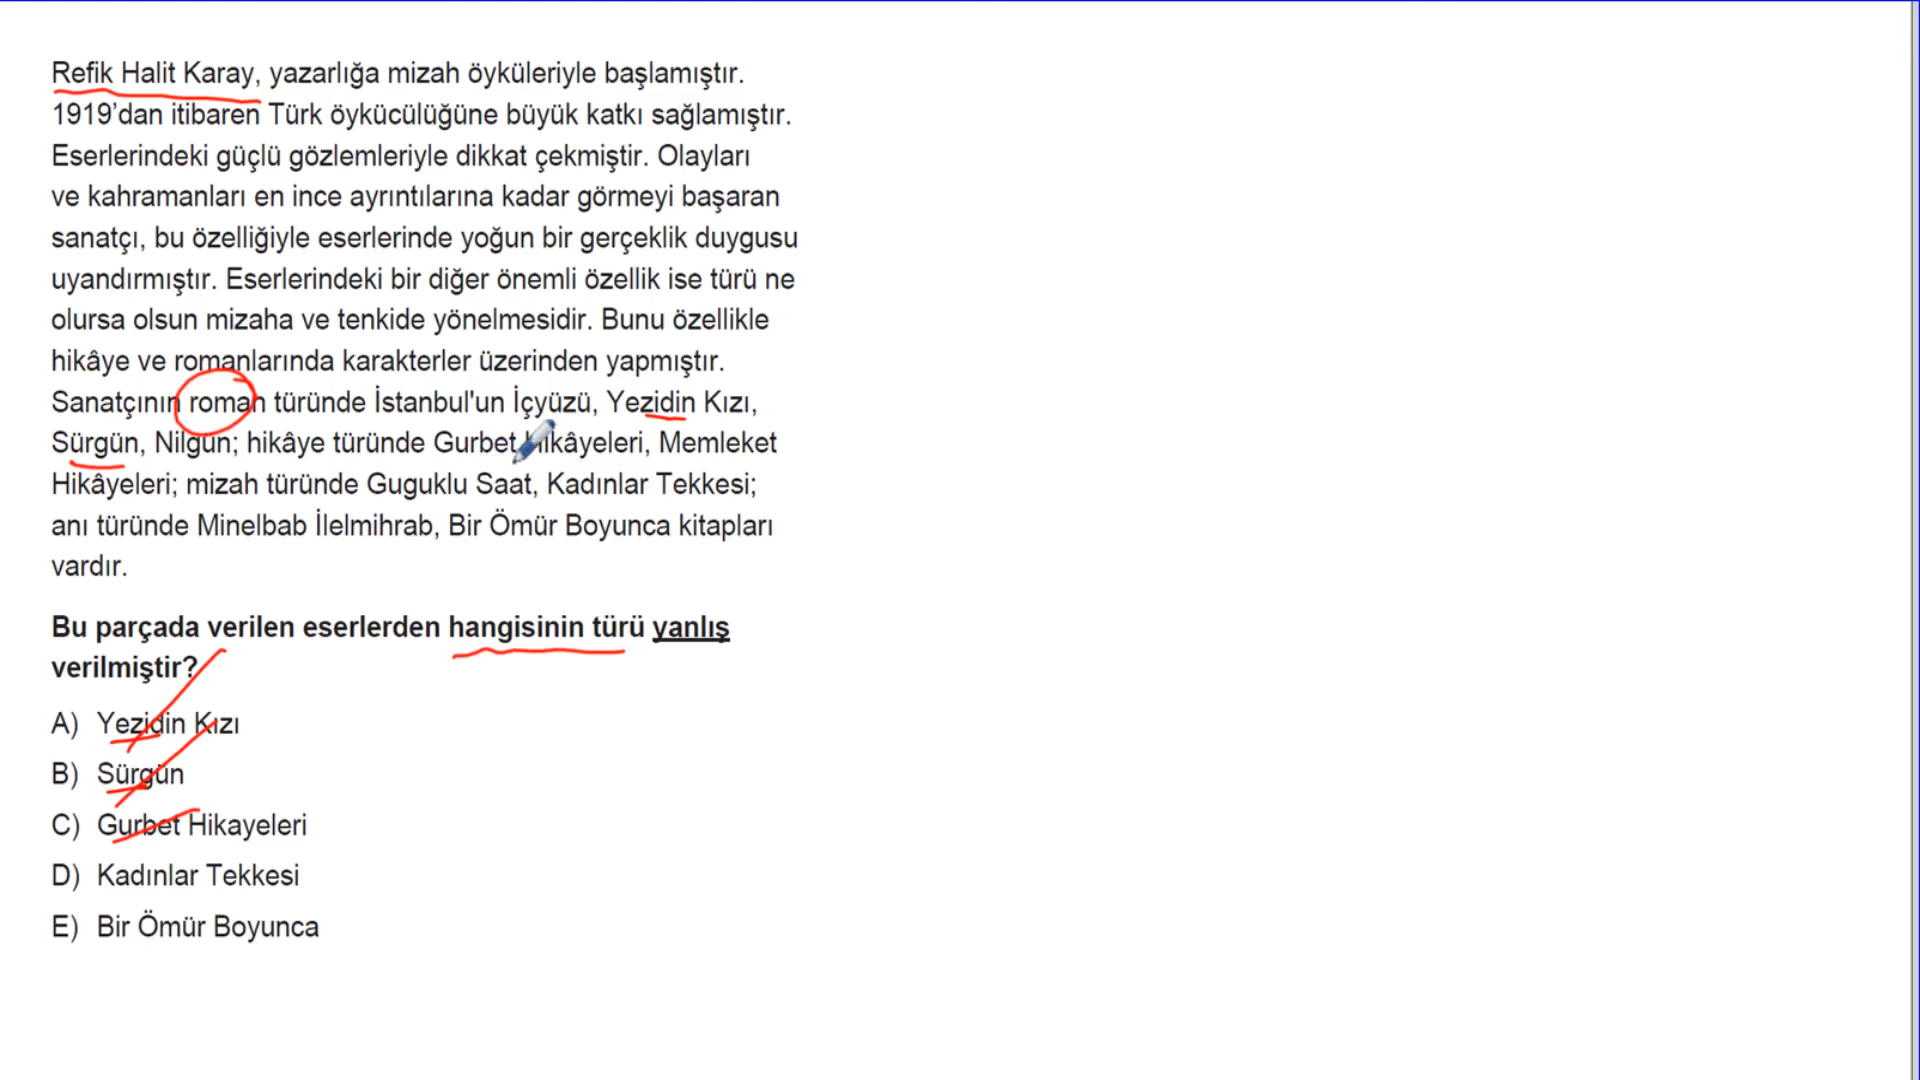 Refik Halit Karay, yazarlığa mizah öyküleriyle başlamıştır.
1919’dan itibaren Türk öykücülüğüne büyük katkı sağlamıştır.
Eserlerindeki güçlü gözlemleriyle dikkat çekmiştir. Olayları
ve kahramanları en ince ayrıntılarına kadar görmeyi başaran
sanatçı, bu özelliğiyle eserlerinde yoğun bir gerçeklik duygusu
uyandırmıştır. Eserlerindeki bir diğer önemli özellik ise türü ne
olursa olsun mizaha ve tenkide yönelmesidir. Bunu özellikle
hikâye ve romanlarında karakterler üzerinden yapmıştır.
Sanatçının roman türünde İstanbul'un İçyüzü, Yezidin Kızı,
Sürgün, Nilgün; hikâye türünde Gurbet Hikâyeleri, Memleket
Hikâyeleri; mizah türünde Guguklu Saat, Kadınlar Tekkesi;
anı türünde Minelbab İlelmihrab, Bir Ömür Boyunca kitapları
vardır.
Bu parçada verilen eserlerden hangisinin türü yanlış
verilmiştir?
A) Yezidin Kızı
B) Sürgün
C) Gurbet Hikayeleri
D) Kadınlar Tekkesi
E) Bir Ömür Boyunca